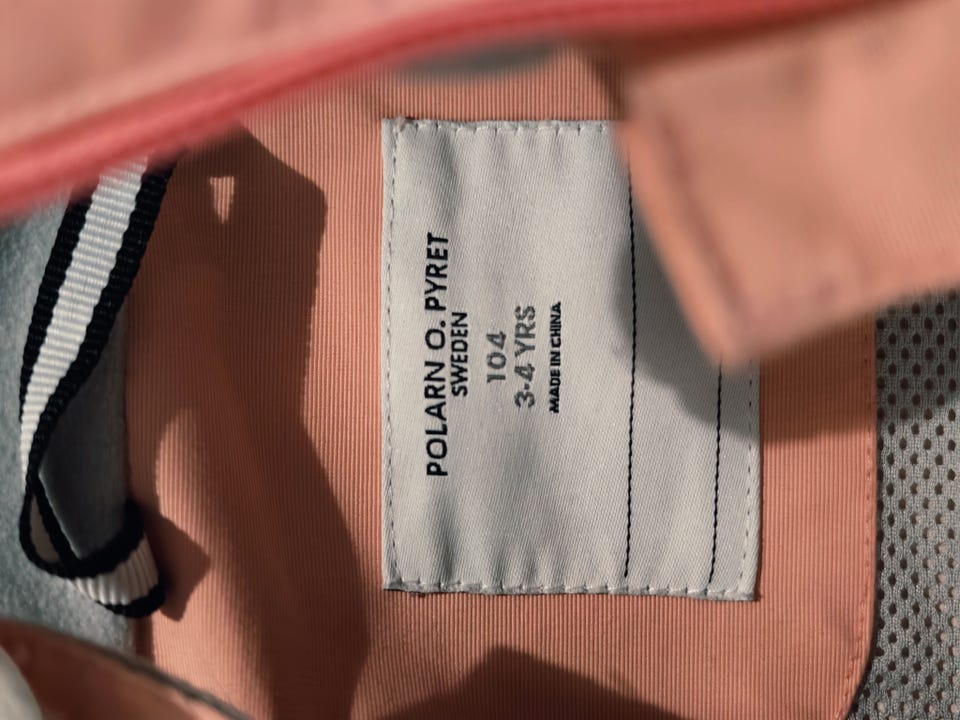 POLARN O. PYRET
SWEDEN
104
3-4 YRS
MADE IN CHINA